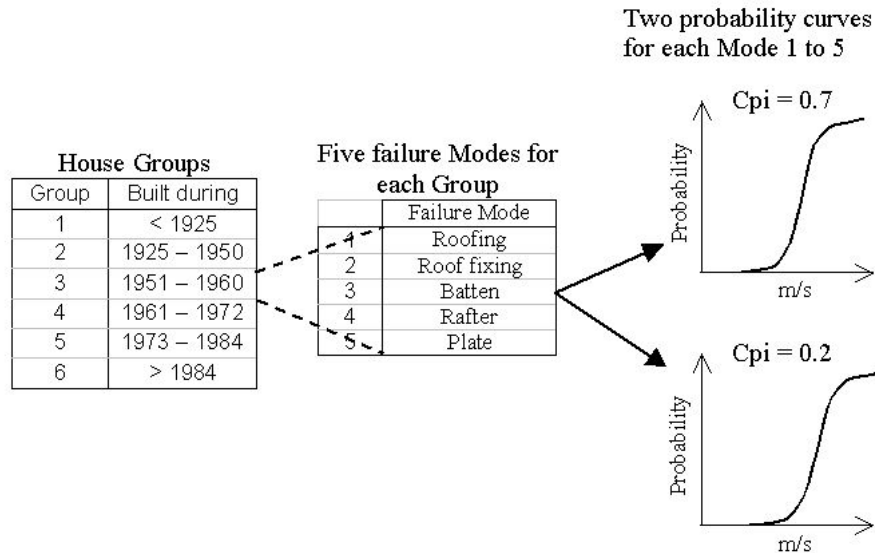 Two probability curves
for each Mode 1 to 5
House Groups
Group Built during
1 < 1925
2 1925 – 1950
3 1951 – 1960
4 1961 – 1972
5 1973 – 1984
6 > 1984
Five failure Modes for
each Group
Failure Mode
1 Roofing
2 Roof fixing
3 Batten
4 Rafter
5 Plate
Cpi = 0.7
Probability
m/s
Cpi = 0.2
Probability
m/s